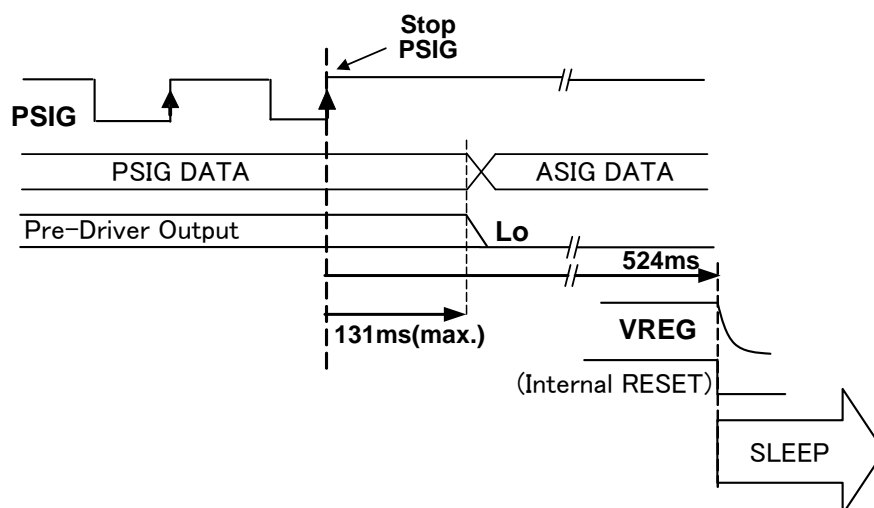 Stop
PSIG
PSIG
PSIG DATA
ASIG DATA
Pre-Driver Output
Lo
524ms
131ms(max.)
VREG
(Internal RESET)
SLEEP